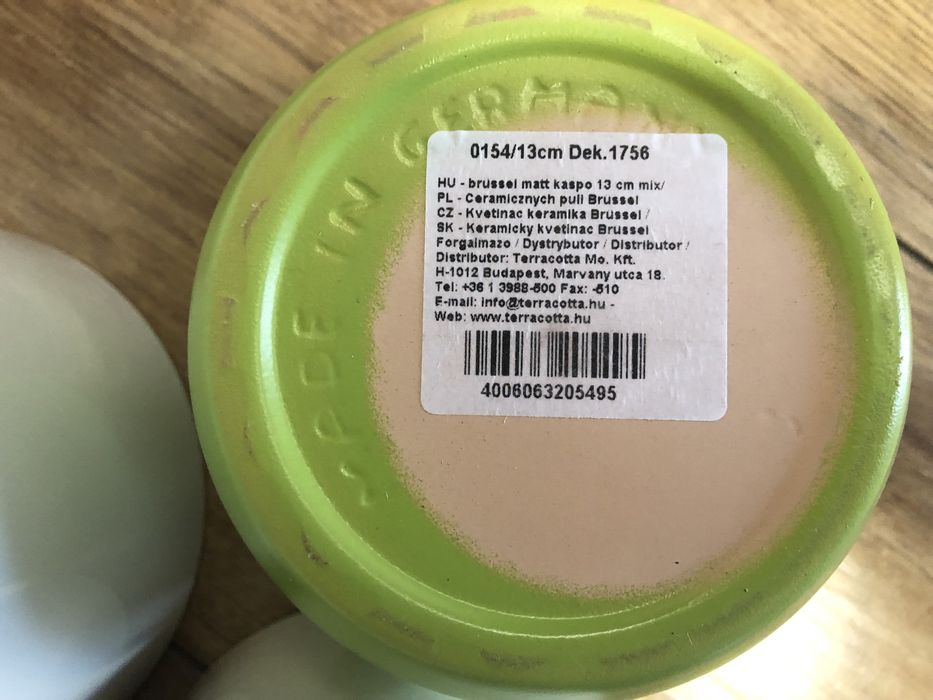 MADE IN GERMANY
0154/13cm Dek.1756
HU - brüssel matt kaspo 13 cm mix/
PL - Ceramicznych pull Brussel
CZ - Kvetinac keramika Brussel /
SK - Keramicky kvetinac Brussel
Forgalmazo / Dystrybutor / Distributor /
Distributor: Terracotta Mo. Kft.
H-1012 Budapest, Marvany utca 18.
Tel: +36 1 3988-500 Fax: -510
E-mail: info@terracotta.hu -
Web: www.terracotta.hu
4006063205495